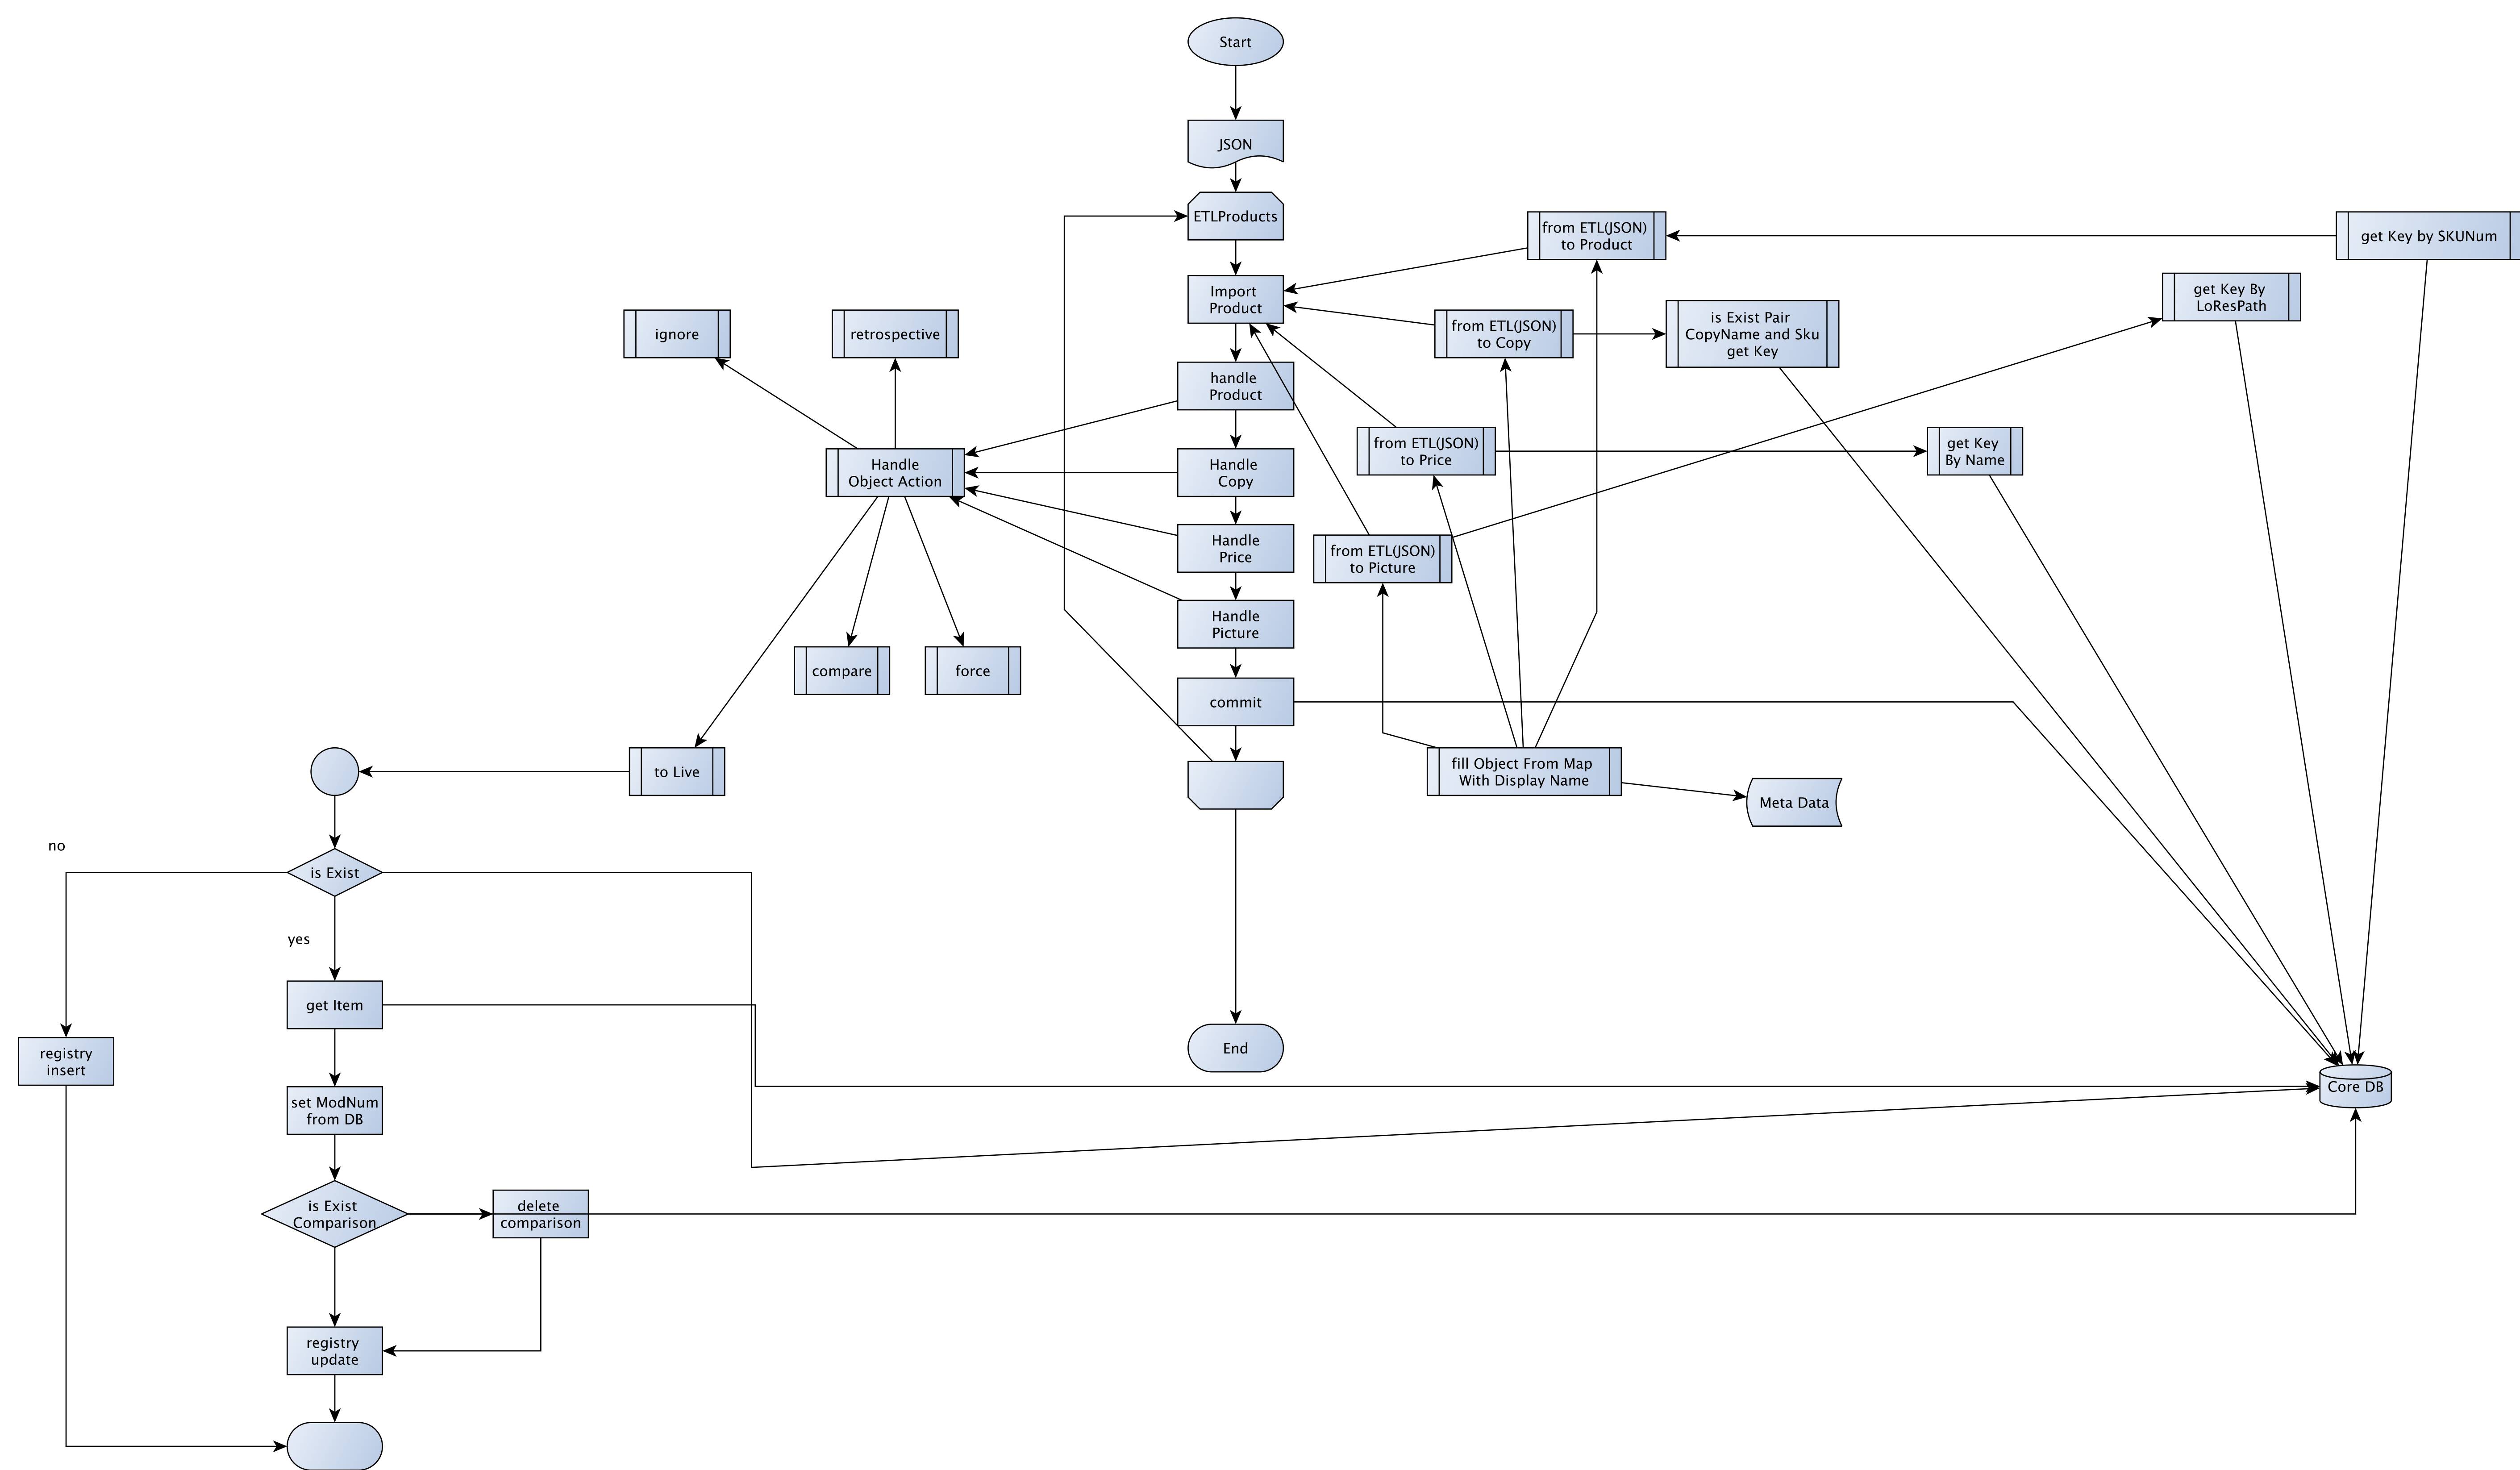 Start
JSON
ETLProducts
from ETL(JSON)
to Product
get Key by SKUNum
Import
Product
get Key By
LoResPath
ignore
retrospective
from ETL(JSON)
to Copy
is Exist Pair
CopyName and Sku
get Key
handle
Product
from ETL(JSON)
to Price
get Key
By Name
Handle
Object Action
Handle
Copy
Handle
Price
from ETL(JSON)
to Picture
Handle
Picture
compare
force
commit
to Live
fill Object From Map
With Display Name
Meta Data
no
is Exist
yes
get Item
registry
insert
End
Core DB
set ModNum
from DB
is Exist
Comparison
delete
comparison
registry
update